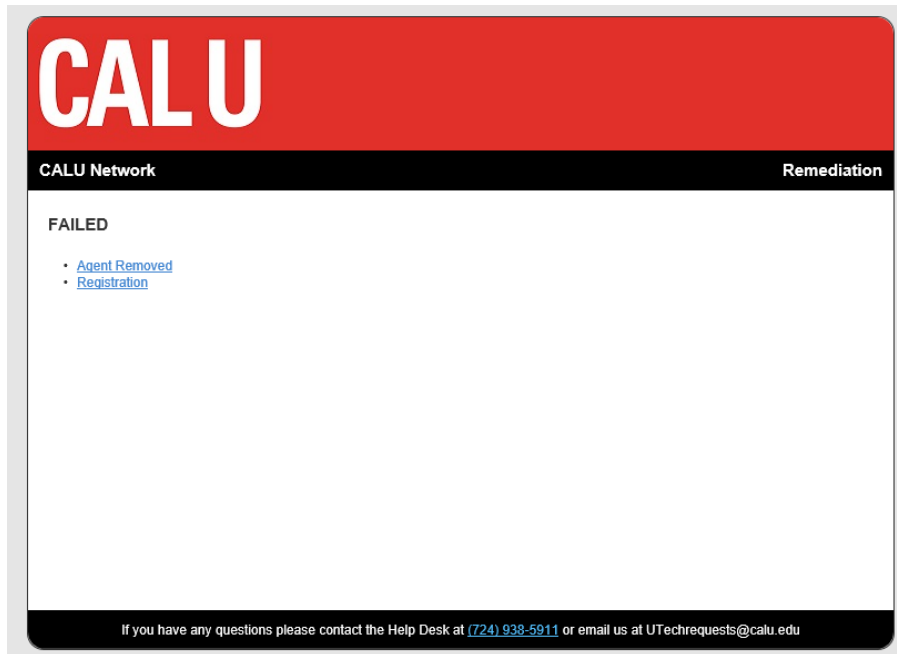 CALU
CALU Network Remediation
FAILED
• Agent Removed
• Registration
If you have any questions please contact the Help Desk at (724) 938-5911 or email us at UTechrequests@calu.edu